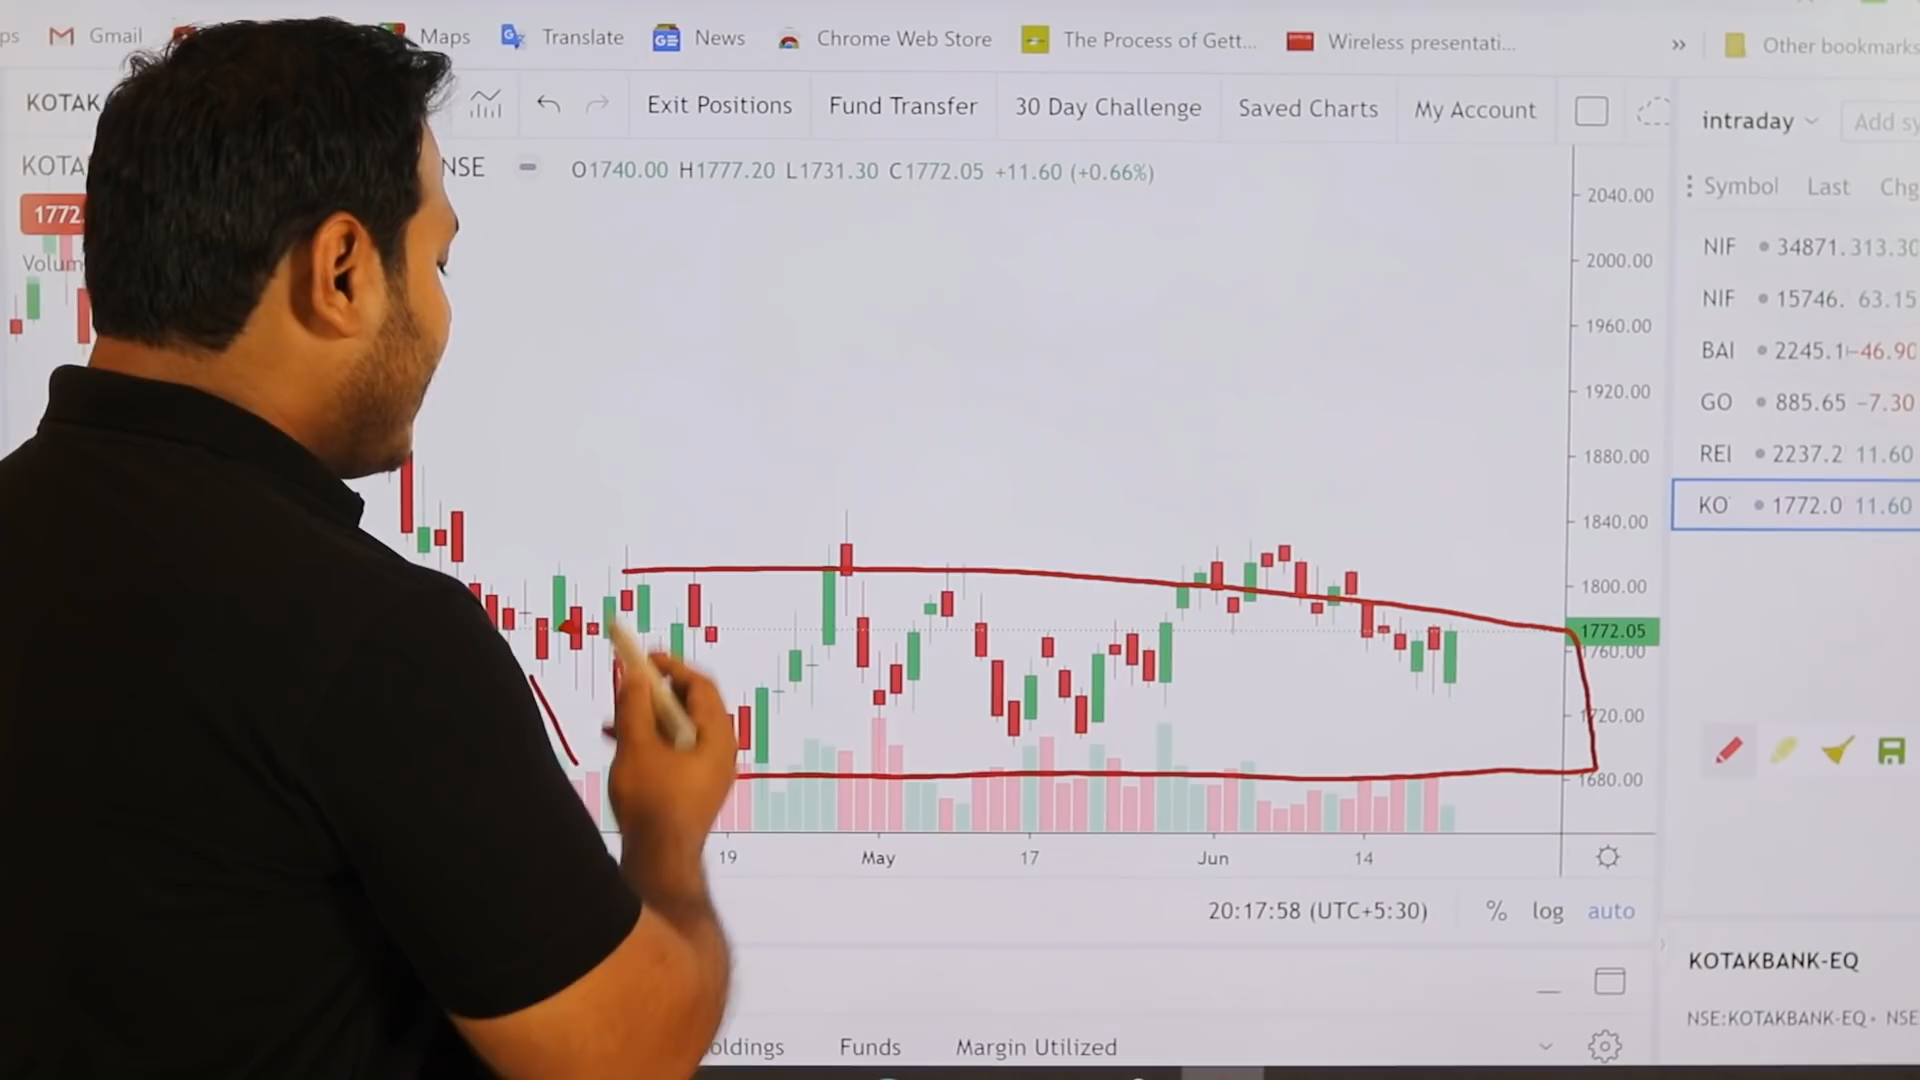 ps Gmail Maps Translate News Chrome Web Store The Process of Gett... Wireless presentati... » Other bookmarks
KOTAK Exit Positions Fund Transfer 30 Day Challenge Saved Charts My Account intraday Add sy
KOTA NSE O1740.00 H1777.20 L1731.30 C1772.05 +11.60 (+0.66%)
1772.
Volum
2040.00
2000.00
1960.00
1920.00
1880.00
1840.00
1800.00
1772.05
1760.00
1720.00
1680.00
Symbol Last Chg
NIF 34871. 313.30
NIF 15746. 63.15
BAI 2245.1 -46.90
GO 885.65 -7.30
REI 2237.2 11.60
KO 1772.0 11.60
19 May 17 Jun 14
20:17:58 (UTC+5:30) % log auto
KOTAKBANK-EQ
NSE:KOTAKBANK-EQ • NSE
oldings Funds Margin Utilized